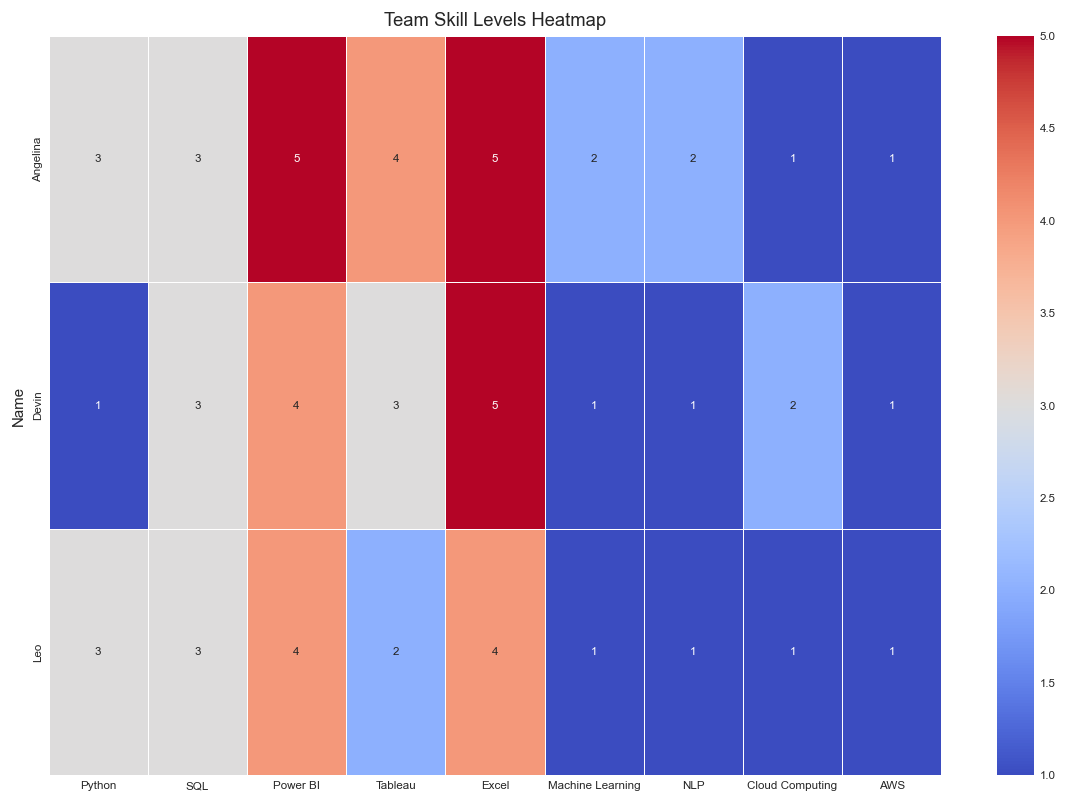 Team Skill Levels Heatmap
Name
Angelina
3 3 5 4 5 2 2 1 1
Devin
1 3 4 3 5 1 1 2 1
Leo
3 3 4 2 4 1 1 1 1
Python SQL Power BI Tableau Excel Machine Learning NLP Cloud Computing AWS
5.0
4.5
4.0
3.5
3.0
2.5
2.0
1.5
1.0